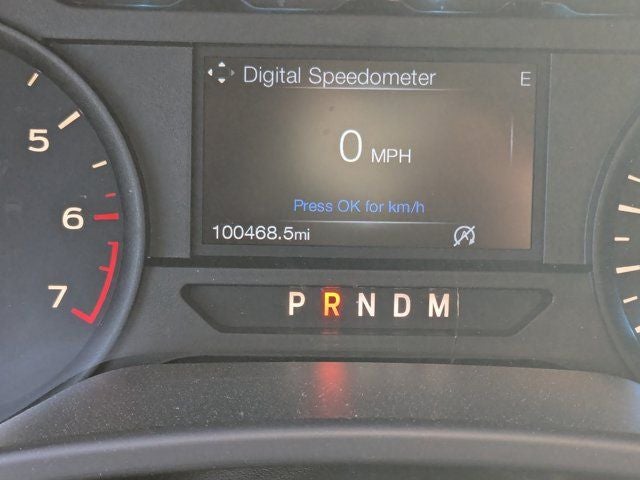 Digital Speedometer E
0 MPH
Press OK for km/h
100468.5mi
5
6
7
P R N D M